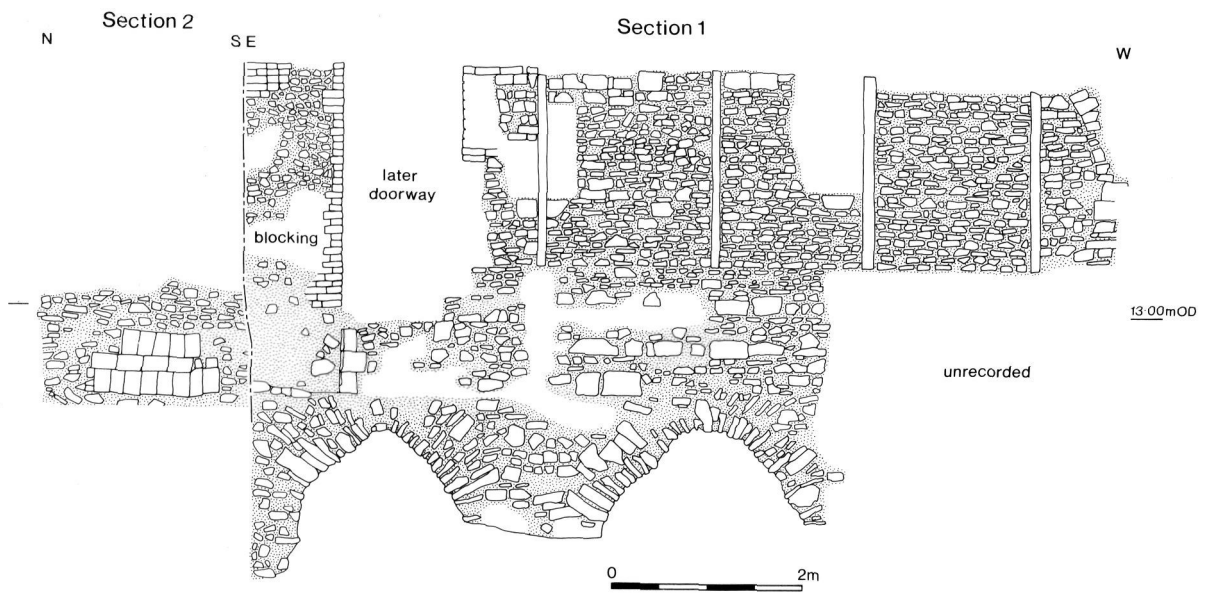 Section 2
Section 1
N
S E
W
later
doorway
blocking
13·00mOD
unrecorded
0
2m